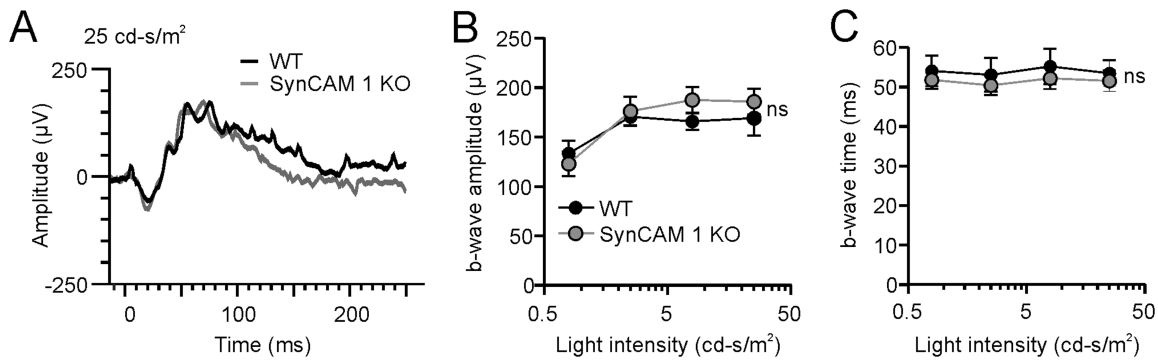 A
25 cd-s/m²
WT
SynCAM 1 KO
Amplitude (µV)
250
0
-250
0
100
200
Time (ms)
B
b-wave amplitude (µV)
250
200
150
100
50
0
ns
WT
SynCAM 1 KO
0.5
5
50
Light intensity (cd-s/m²)
C
b-wave time (ms)
60
50
40
30
20
10
0
ns
0.5
5
50
Light intensity (cd-s/m²)